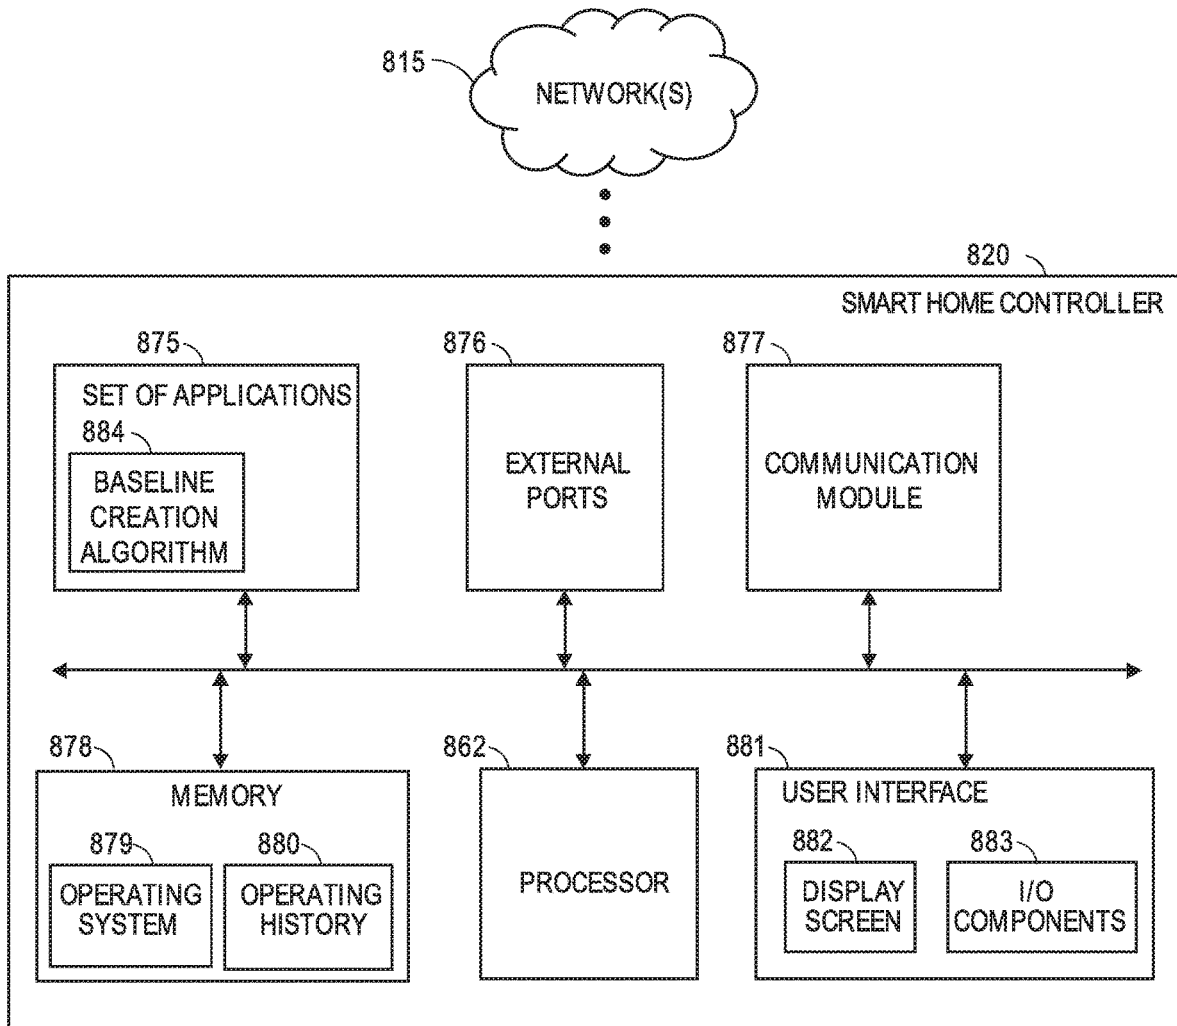 815
NETWORK(S)
820
SMART HOME CONTROLLER
875
SET OF APPLICATIONS
884
BASELINE
CREATION
ALGORITHM
876
EXTERNAL
PORTS
877
COMMUNICATION
MODULE
878
MEMORY
879
OPERATING
SYSTEM
880
OPERATING
HISTORY
862
PROCESSOR
881
USER INTERFACE
882
DISPLAY
SCREEN
883
I/O
COMPONENTS